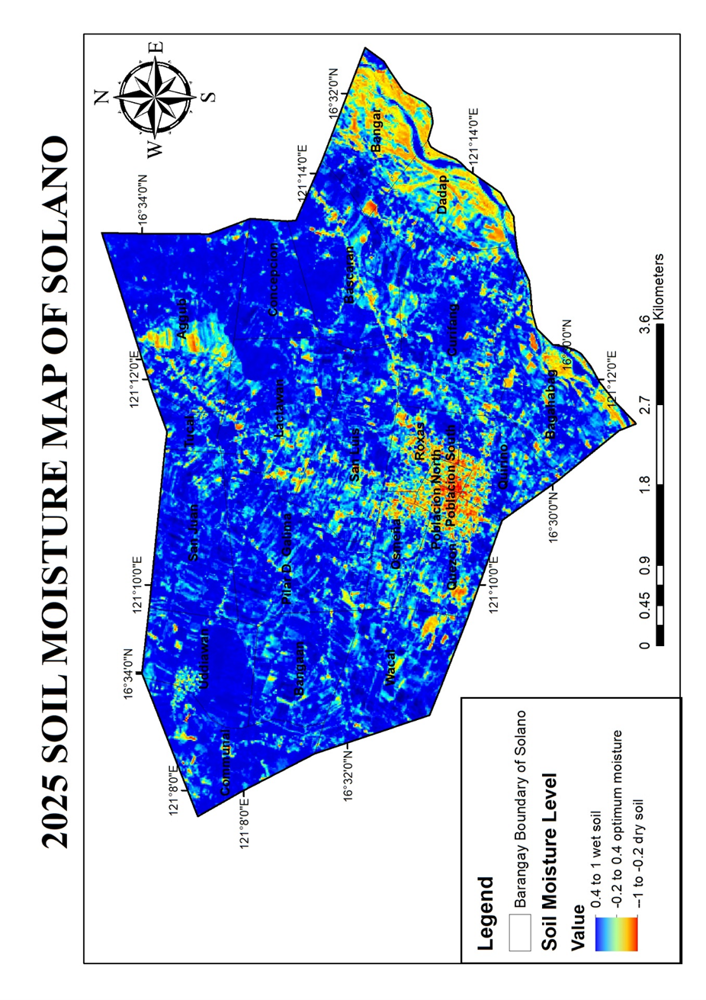 2025 SOIL MOISTURE MAP OF SOLANO
N
E
S
W
121°8'0"E
16°34'0"N
121°10'0"E
121°12'0"E
16°34'0"N
121°14'0"E
16°32'0"N
Communal
Uddiawan
San Juan
Tucal
Aggub
Bangaan
Pilar D. Galima
Lactawan
Concepcion
Wacal
Osmena
San Luis
Bascaran
Bangar
Quezon
Poblacion North
Poblacion South
Roxas
Curifang
Dadap
Quirino
Bagahabag
121°8'0"E
16°32'0"N
121°10'0"E
16°30'0"N
121°12'0"E
16°30'0"N
121°14'0"E
Legend
Barangay Boundary of Solano
Soil Moisture Level
Value
0.4 to 1 wet soil
-0.2 to 0.4 optimum moisture
--1 to -0.2 dry soil
0 0.45 0.9 1.8 2.7 3.6
Kilometers